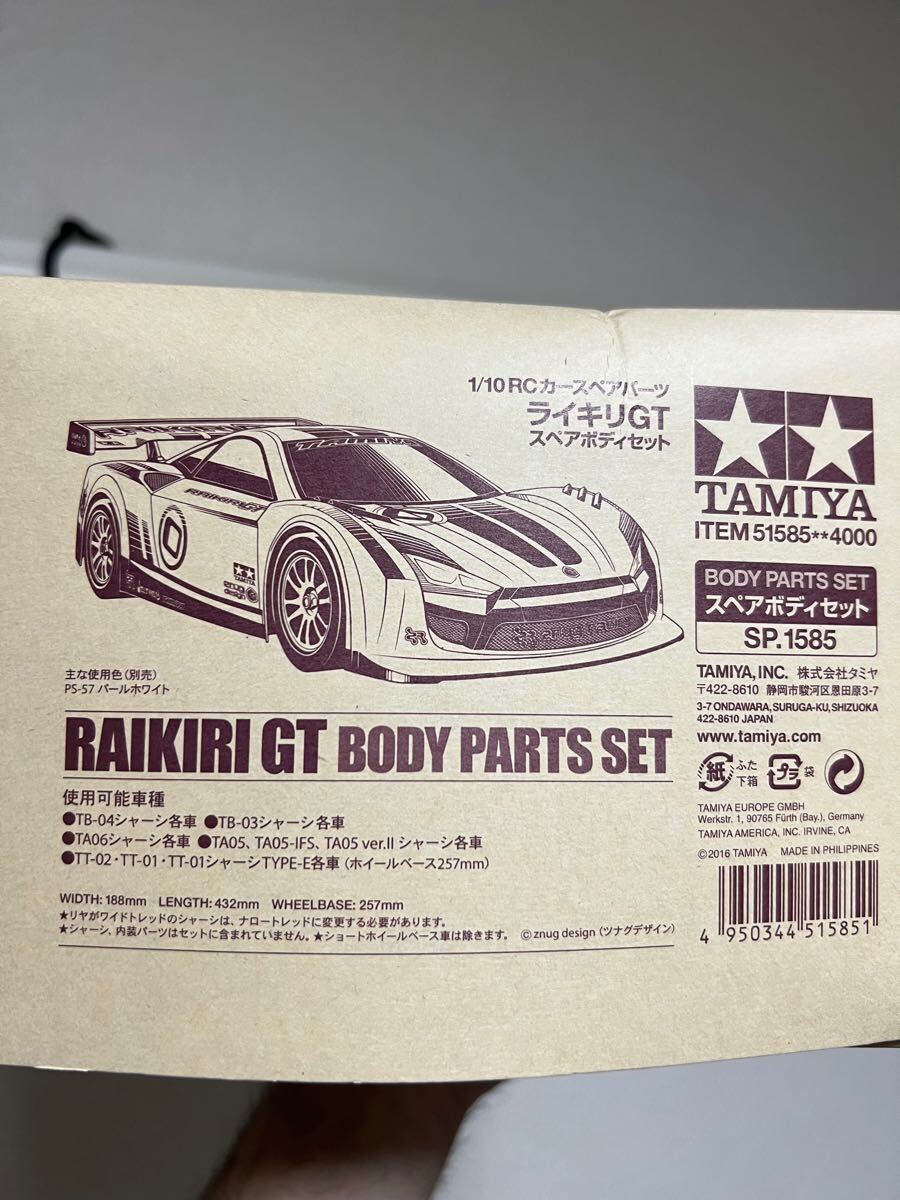 1/10 RCカースペアパーツ
ライキリGT
スペアボディセット
RAIKIRI GT
TAMIYA
znug design
主な使用色（別売）
PS-57 パールホワイト
RAIKIRI GT BODY PARTS SET
使用可能車種
●TB-04シャーシ各車 ●TB-03シャーシ各車
●TA06シャーシ各車 ●TA05、TA05-IFS、TA05 ver.II シャーシ各車
●TT-02・TT-01・TT-01シャーシTYPE-E各車（ホイールベース257mm）
WIDTH: 188mm LENGTH: 432mm WHEELBASE: 257mm
★リヤがワイドトレッドのシャーシは、ナロートレッドに変更する必要があります。
★シャーシ、内装パーツはセットに含まれていません。★ショートホイールベース車は除きます。 ©znug design（ツナグデザイン）
TAMIYA
ITEM 51585**4000
BODY PARTS SET
スペアボディセット
SP.1585
TAMIYA, INC. 株式会社タミヤ
〒422-8610 静岡市駿河区恩田原3-7
3-7 ONDAWARA, SURUGA-KU, SHIZUOKA
422-8610 JAPAN
www.tamiya.com
紙 ふた 下箱 プラ 袋
TAMIYA EUROPE GMBH
Werkstr. 1, 90765 Fürth (Bay.), Germany
TAMIYA AMERICA, INC. IRVINE, CA
©2016 TAMIYA MADE IN PHILIPPINES
4 950344 515851